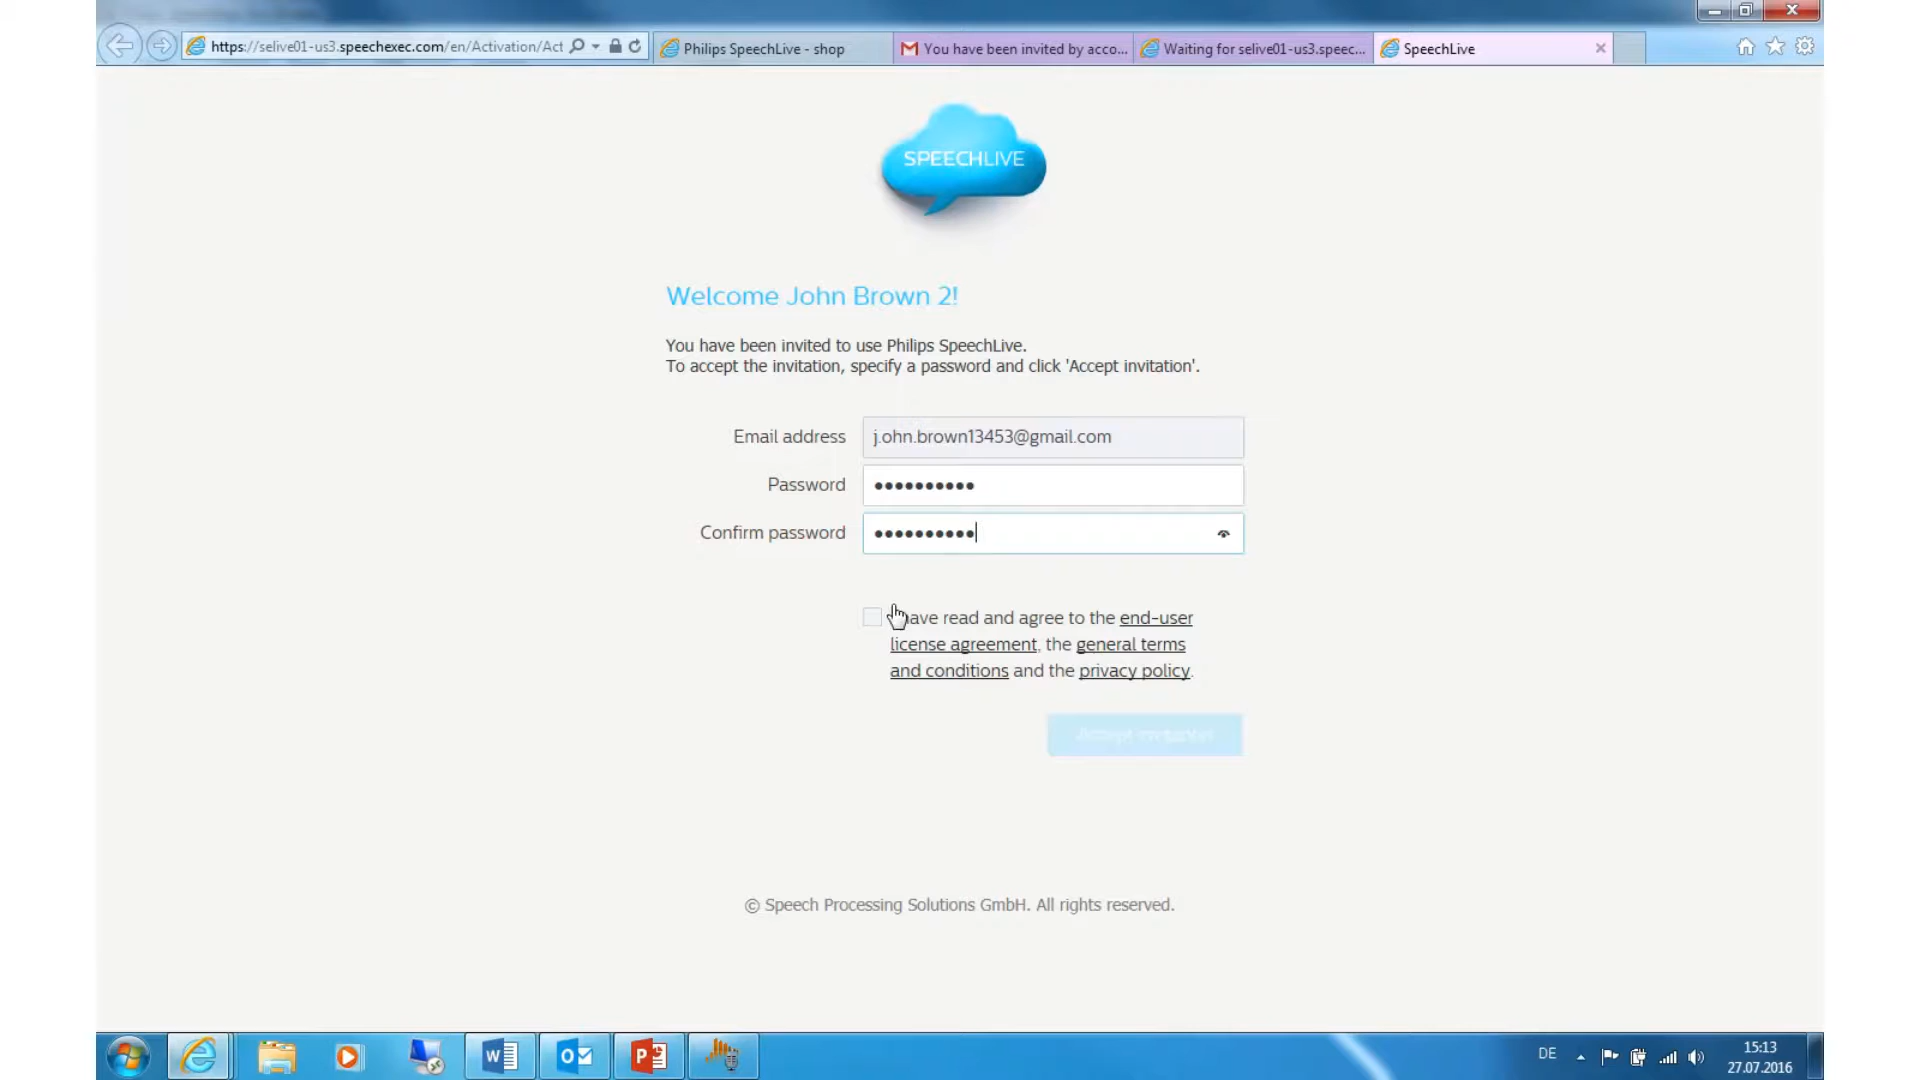 https://selive01-us3.speechexec.com/en/Activation/Act
Philips SpeechLive - shop
You have been invited by acco...
Waiting for selive01-us3.speec...
SpeechLive
SPEECHLIVE
Welcome John Brown 2!
You have been invited to use Philips SpeechLive.
To accept the invitation, specify a password and click 'Accept invitation'.
Email address
j.ohn.brown13453@gmail.com
Password
••••••••••
Confirm password
••••••••••
have read and agree to the end-user
license agreement, the general terms
and conditions and the privacy policy.
Accept invitation
© Speech Processing Solutions GmbH. All rights reserved.
DE
15:13
27.07.2016